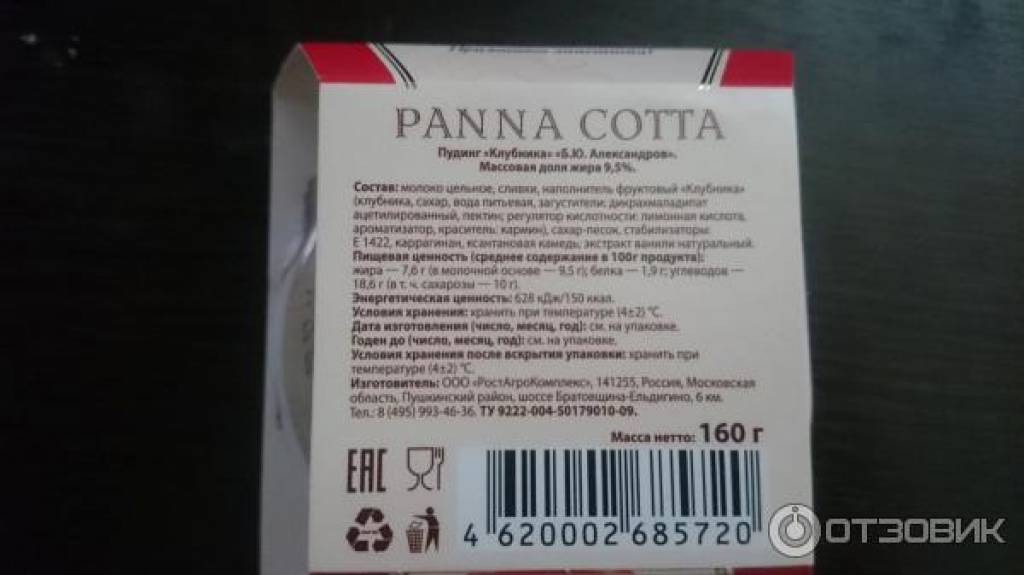 Приятного аппетита!
PANNA COTTA
Пудинг «Клубника» «Б.Ю. Александров».
Массовая доля жира 9,5%.
Состав: молоко цельное, сливки, наполнитель фруктовый «Клубника»
(клубника, сахар, вода питьевая, загустители: дикрахмаладипат
ацетилированный, пектин; регулятор кислотности: лимонная кислота,
ароматизатор, краситель: кармин), сахар-песок, стабилизаторы:
Е 1422, каррагинан, ксантановая камедь, экстракт ванили натуральный.
Пищевая ценность (среднее содержание в 100г продукта):
жира — 7,6 г (в молочной основе — 9,5 г); белка — 1,9 г; углеводов —
18,6 г (в т. ч. сахарозы — 10 г).
Энергетическая ценность: 628 кДж/150 ккал.
Условия хранения: хранить при температуре (4±2) °С.
Дата изготовления (число, месяц, год): см. на упаковке.
Годен до (число, месяц, год): см. на упаковке.
Условия хранения после вскрытия упаковки: хранить при
температуре (4±2) °С.
Изготовитель: ООО «РостАгроКомплекс», 141255, Россия, Московская
область, Пушкинский район, шоссе Братовщина-Ельдигино, 6 км.
Тел.: 8 (495) 993-46-36. ТУ 9222-004-50179010-09.
Масса нетто: 160 г
ЕАС
4 620002 685720
ОТЗОВИК